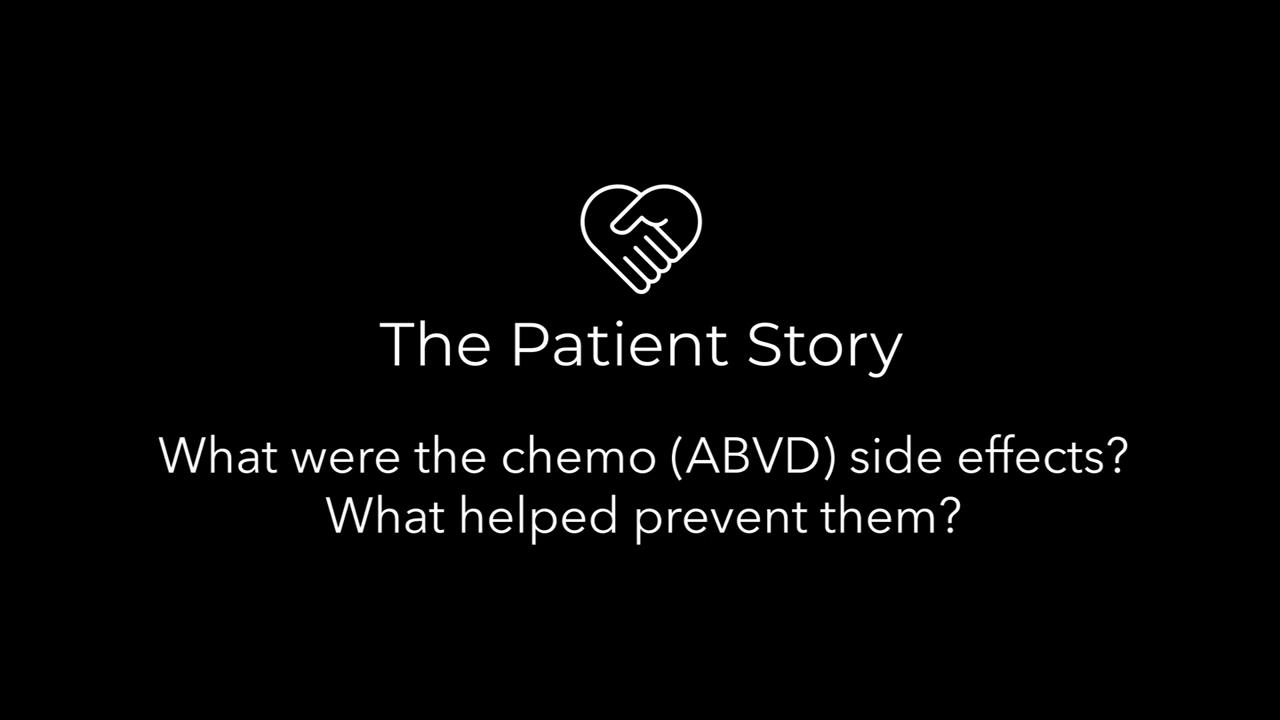 The Patient Story
What were the chemo (ABVD) side effects?
What helped prevent them?